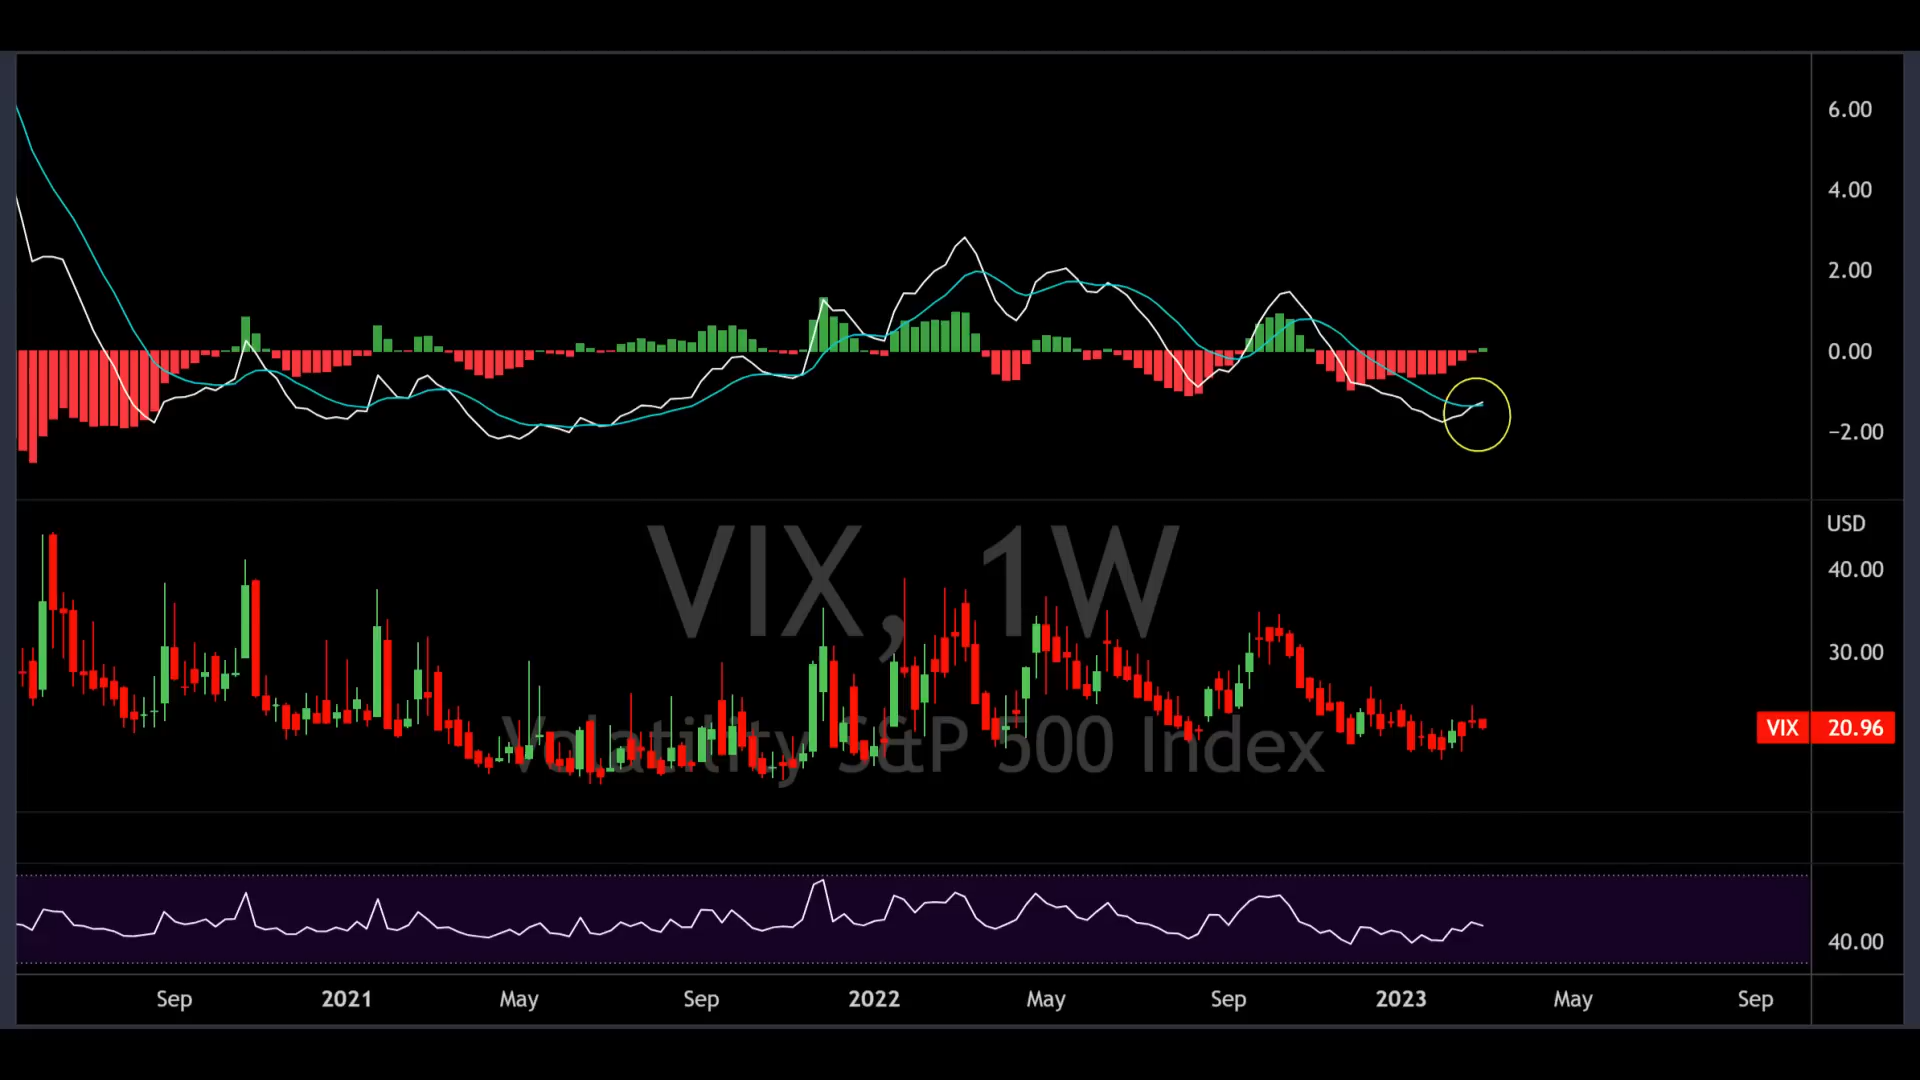 6.00
4.00
2.00
0.00
−2.00
VIX, 1W
Volatility S&P 500 Index
USD
40.00
30.00
VIX 20.96
40.00
Sep 2021 May Sep 2022 May Sep 2023 May Sep